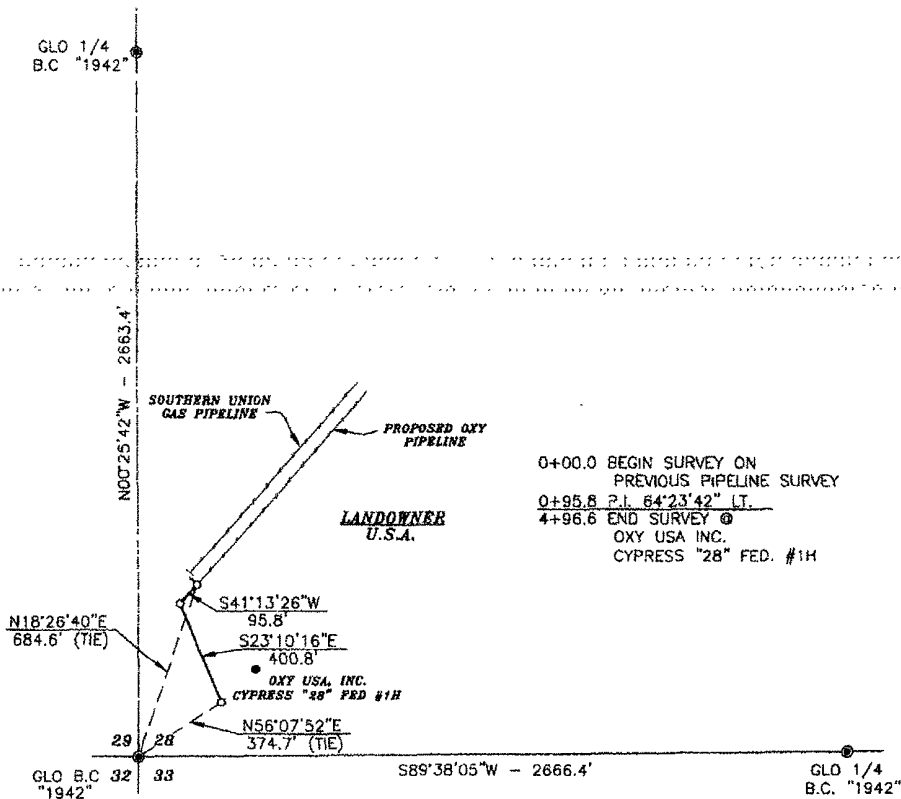 GLO 1/4
B.C "1942"
N00°25'42"W - 2663.4'
SOUTHERN UNION
GAS PIPELINE
PROPOSED OXY
PIPELINE
0+00.0 BEGIN SURVEY ON
PREVIOUS PIPELINE SURVEY
0+95.8 P.I. 64°23'42" LT.
4+96.6 END SURVEY @
OXY USA INC.
CYPRESS "28" FED. #1H
LANDOWNER
U.S.A.
S41°13'26"W
95.8'
N18°26'40"E
684.6' (TIE)
S23°10'16"E
400.8'
OXY USA, INC.
CYPRESS "28" FED #1H
N56°07'52"E
374.7' (TIE)
29 28
32 33
GLO B.C
"1942"
S89°38'05"W - 2666.4'
GLO 1/4
B.C. "1942"